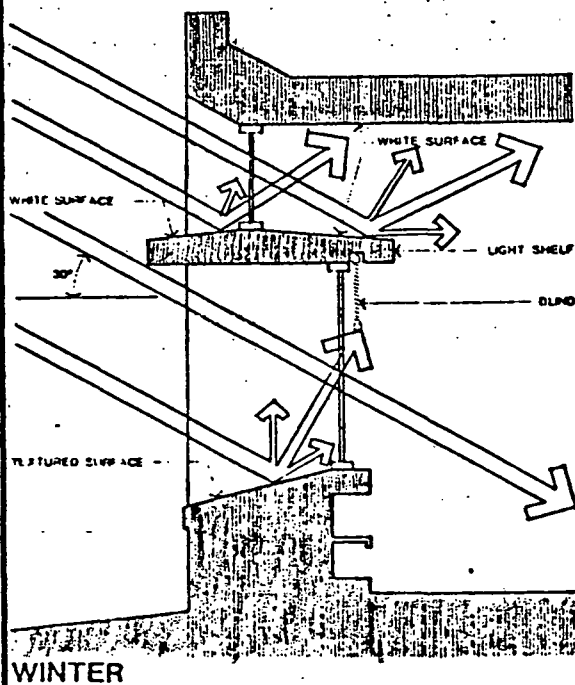 WHITE SURFACE
WHITE SURFACE
LIGHT SHELF
30°
BLIND
TEXTURED SURFACE
WINTER